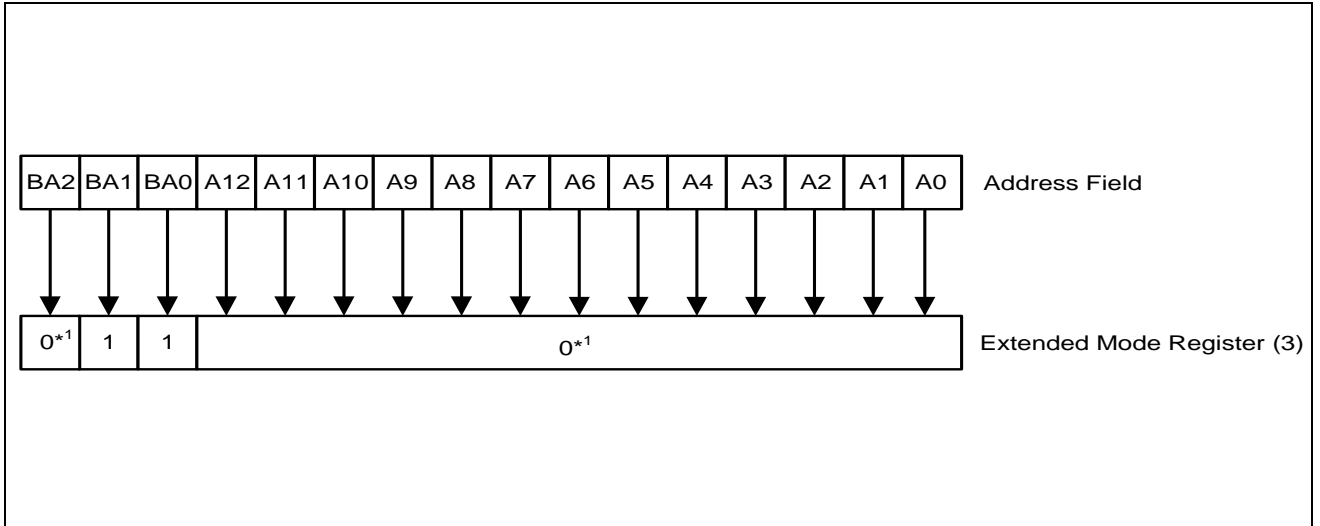 BA2 BA1 BA0 A12 A11 A10 A9 A8 A7 A6 A5 A4 A3 A2 A1 A0 Address Field
0*1 1 1 0*1 Extended Mode Register (3)